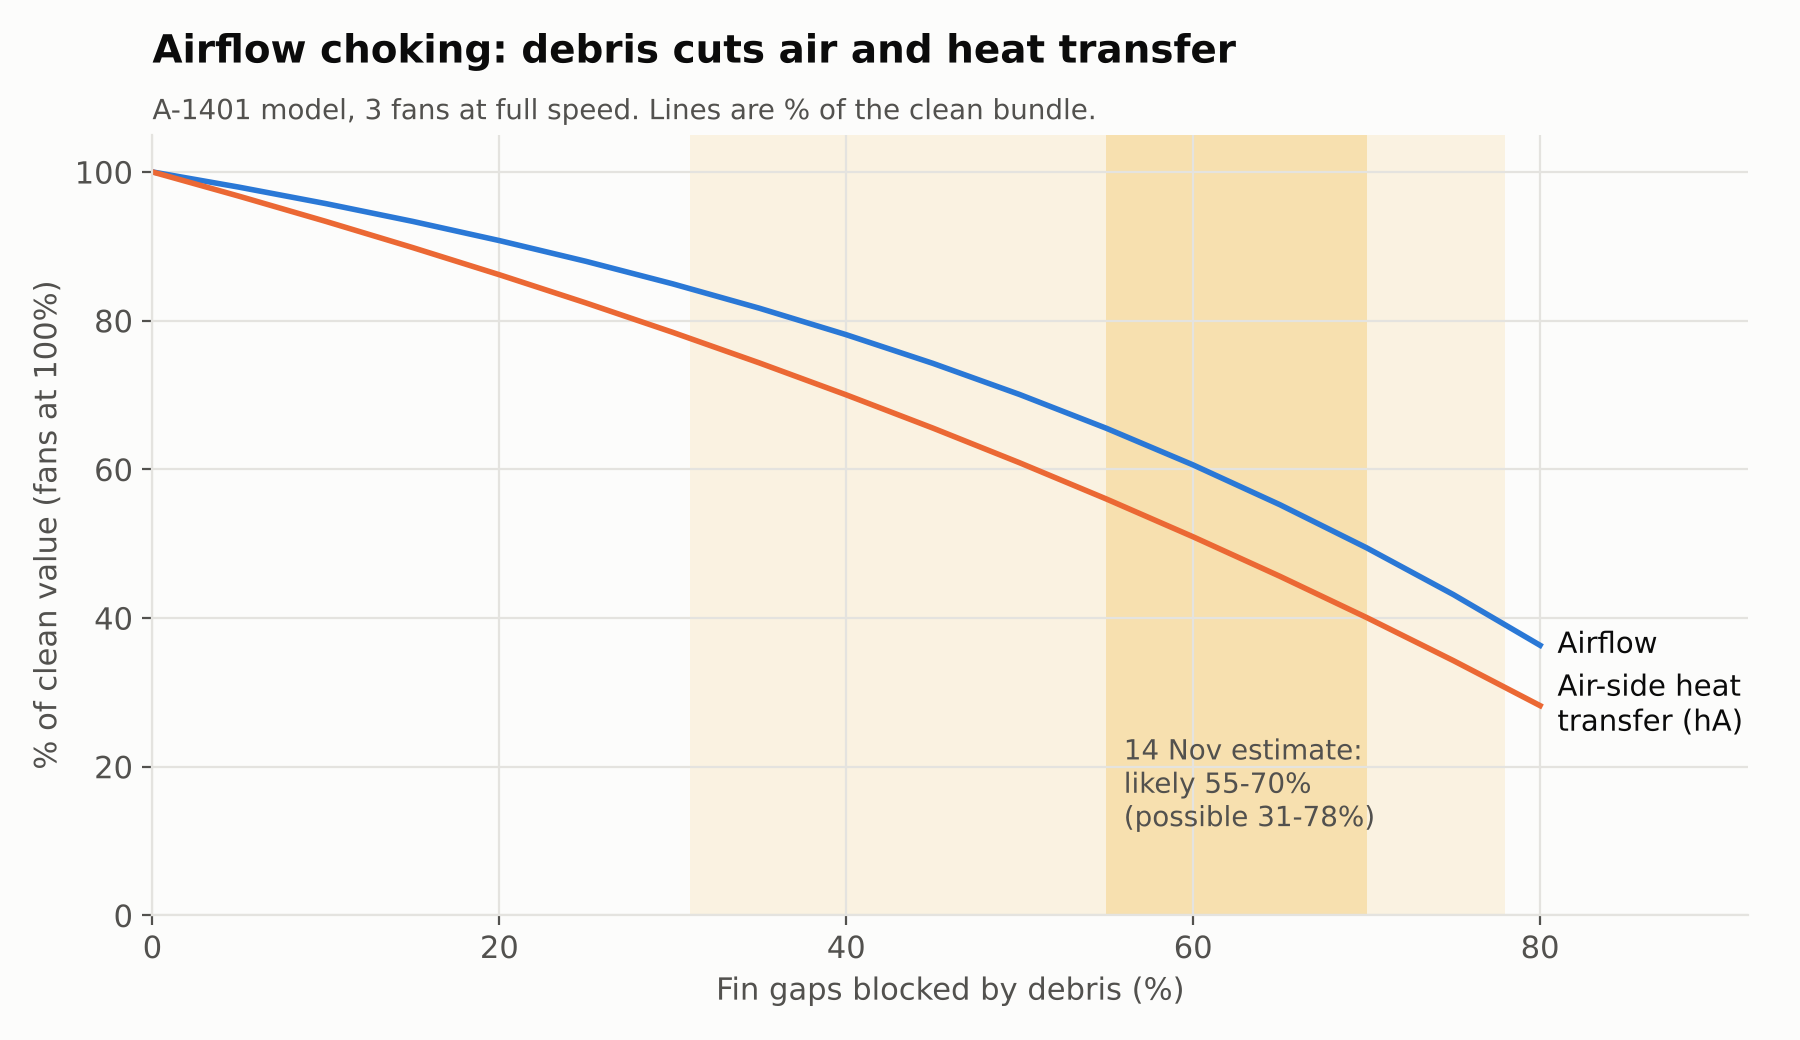 Airflow choking: debris cuts air and heat transfer
A-1401 model, 3 fans at full speed. Lines are % of the clean bundle.
% of clean value (fans at 100%)
100
80
60
40
20
0
Airflow
Air-side heat
transfer (hA)
14 Nov estimate:
likely 55-70%
(possible 31-78%)
0
20
40
60
80
Fin gaps blocked by debris (%)